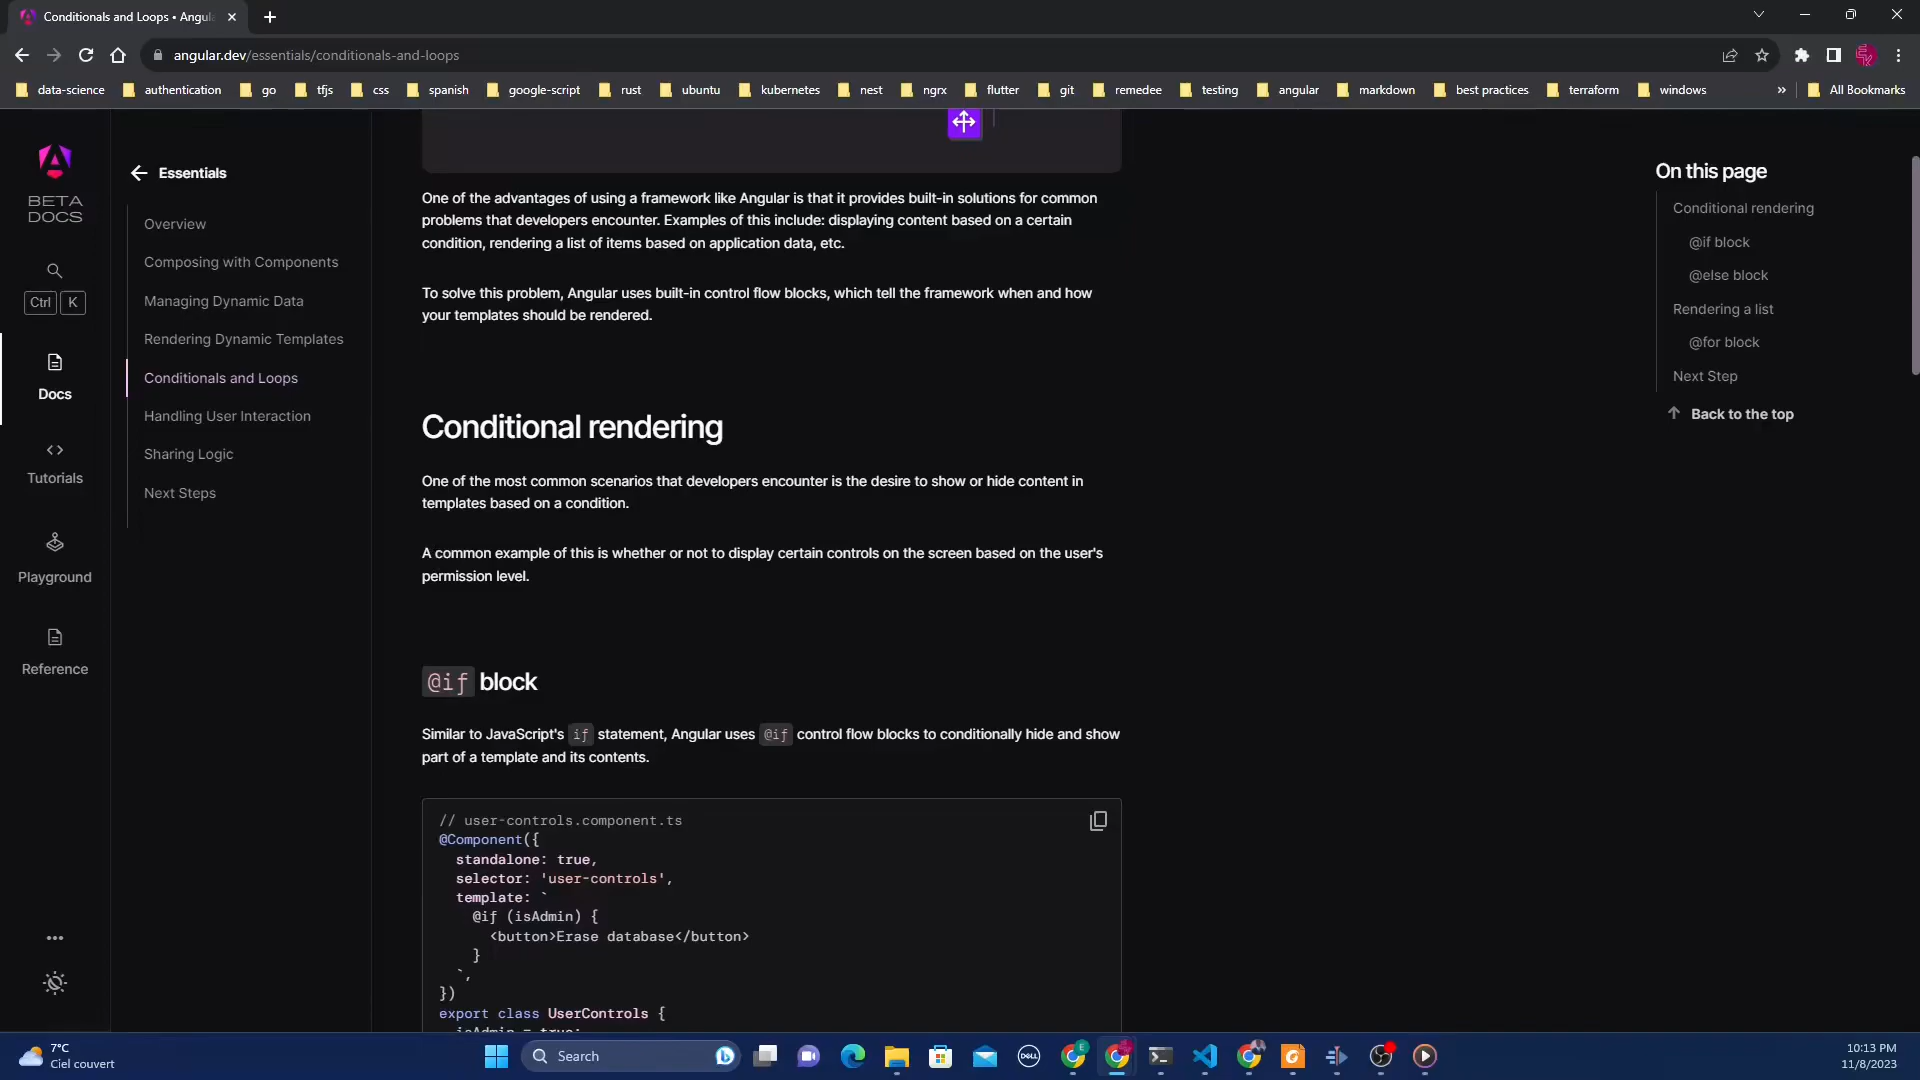 Conditionals and Loops • Angula
angular.dev/essentials/conditionals-and-loops
data-science authentication go tfjs css spanish google-script rust ubuntu kubernetes nest ngrx flutter git remedee testing angular markdown best practices terraform windows » All Bookmarks
BETA
DOCS
Ctrl K
Docs
Tutorials
Playground
Reference
Essentials
Overview
Composing with Components
Managing Dynamic Data
Rendering Dynamic Templates
Conditionals and Loops
Handling User Interaction
Sharing Logic
Next Steps
One of the advantages of using a framework like Angular is that it provides built-in solutions for common
problems that developers encounter. Examples of this include: displaying content based on a certain
condition, rendering a list of items based on application data, etc.
To solve this problem, Angular uses built-in control flow blocks, which tell the framework when and how
your templates should be rendered.
Conditional rendering
One of the most common scenarios that developers encounter is the desire to show or hide content in
templates based on a condition.
A common example of this is whether or not to display certain controls on the screen based on the user's
permission level.
@if block
Similar to JavaScript's if statement, Angular uses @if control flow blocks to conditionally hide and show
part of a template and its contents.
// user-controls.component.ts
@Component({
standalone: true,
selector: 'user-controls',
template: `
@if (isAdmin) {
<button>Erase database</button>
}
`,
})
export class UserControls {
isAdmin = true;
On this page
Conditional rendering
@if block
@else block
Rendering a list
@for block
Next Step
Back to the top
7°C
Ciel couvert
Search
DELL
E
10:13 PM
11/8/2023